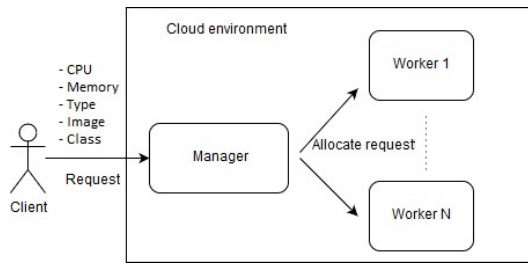 Cloud environment
- CPU
- Memory
- Type
- Image
- Class
Request
Client
Manager
Allocate request
Worker 1
Worker N